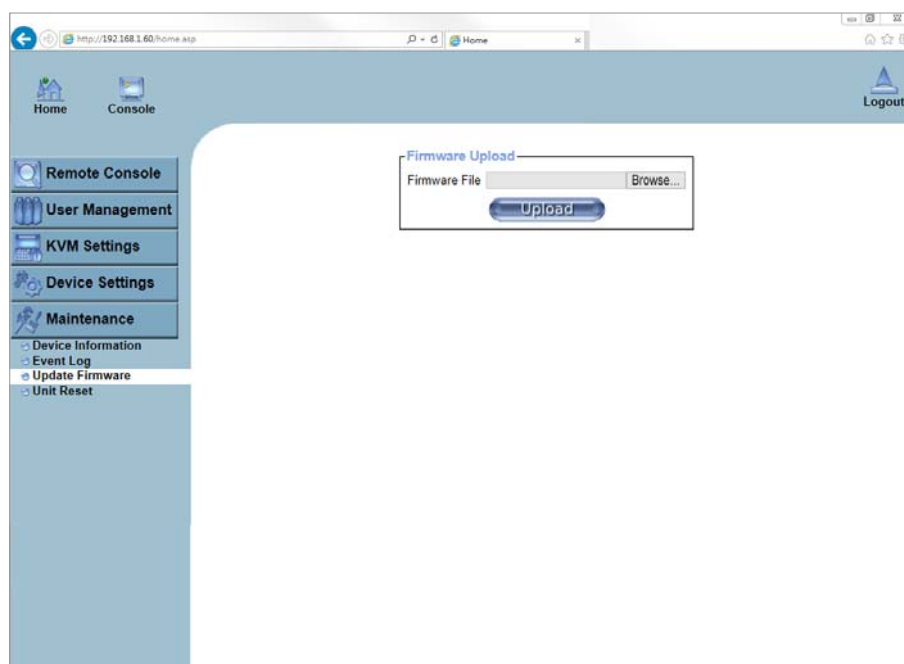 http://192.168.1.60/home.asp
Home
Home
Console
Logout
Remote Console
User Management
KVM Settings
Device Settings
Maintenance
Device Information
Event Log
Update Firmware
Unit Reset
Firmware Upload
Firmware File
Browse...
Upload